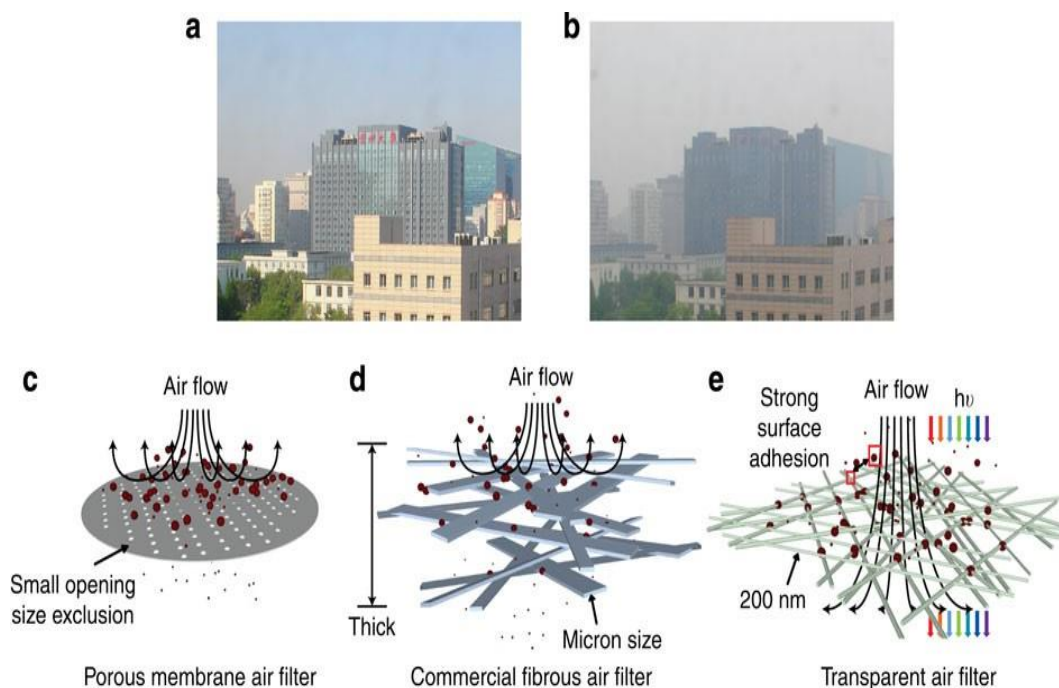 a
b
c
Air flow
Small opening
size exclusion
Porous membrane air filter
d
Air flow
Thick
Micron size
Commercial fibrous air filter
e
Strong
surface
adhesion
Air flow
hυ
200 nm
Transparent air filter